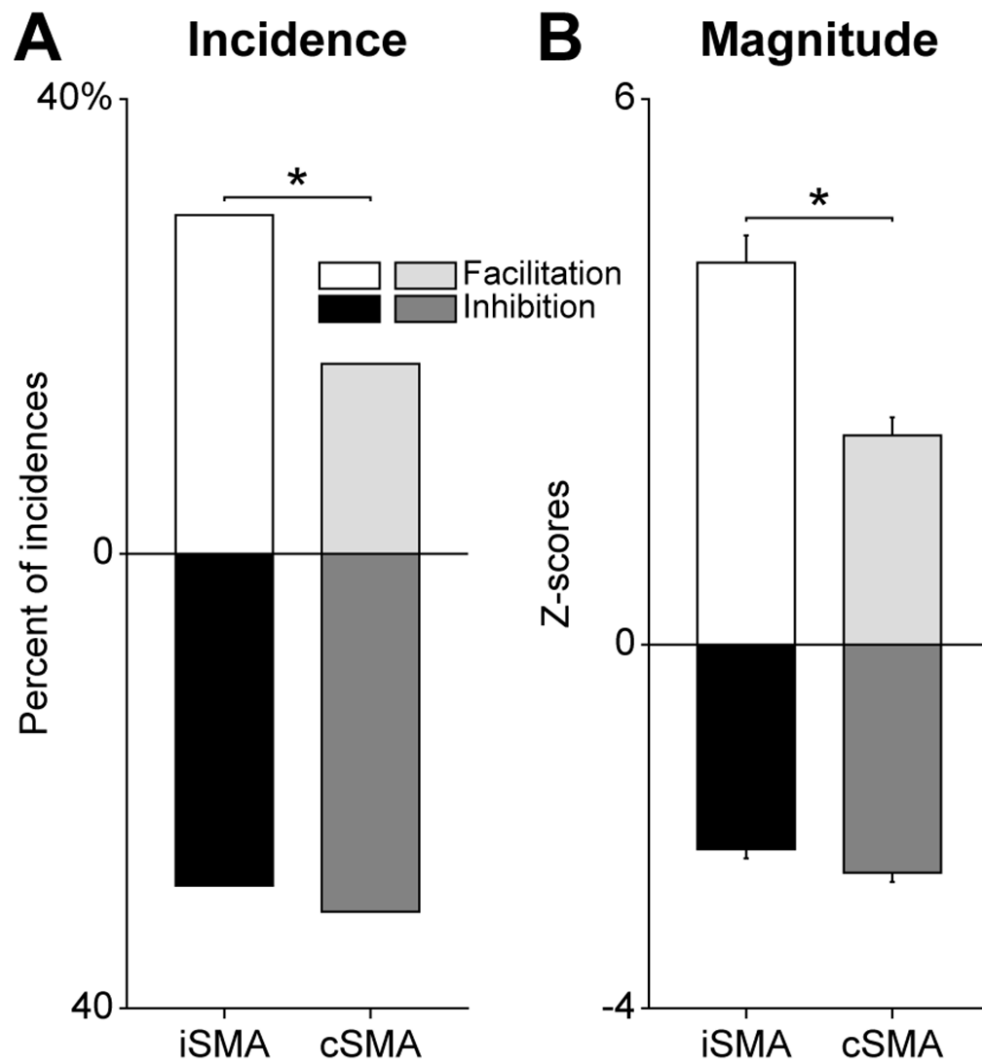 A Incidence
40%
*
Facilitation
Inhibition
Percent of incidences
0
40
iSMA cSMA
B Magnitude
6
*
Z-scores
0
-4
iSMA cSMA